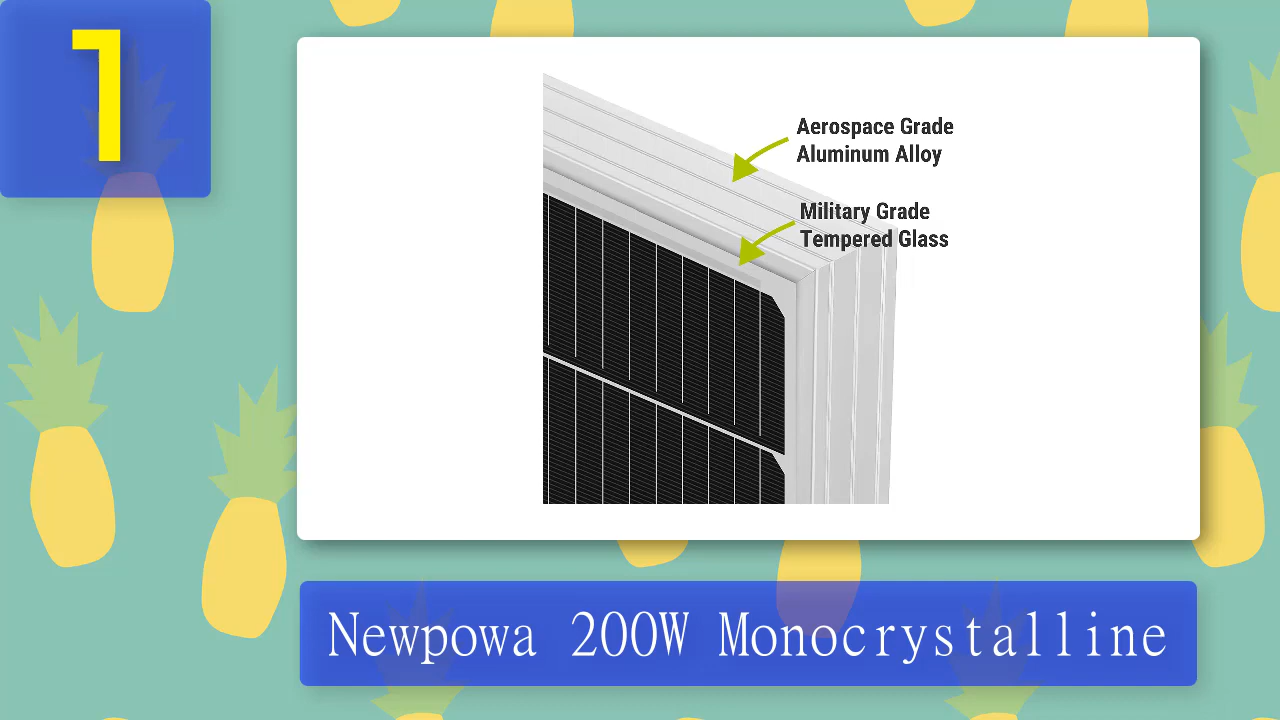 1
Aerospace Grade
Aluminum Alloy
Military Grade
Tempered Glass
Newpowa 200W Monocrystalline